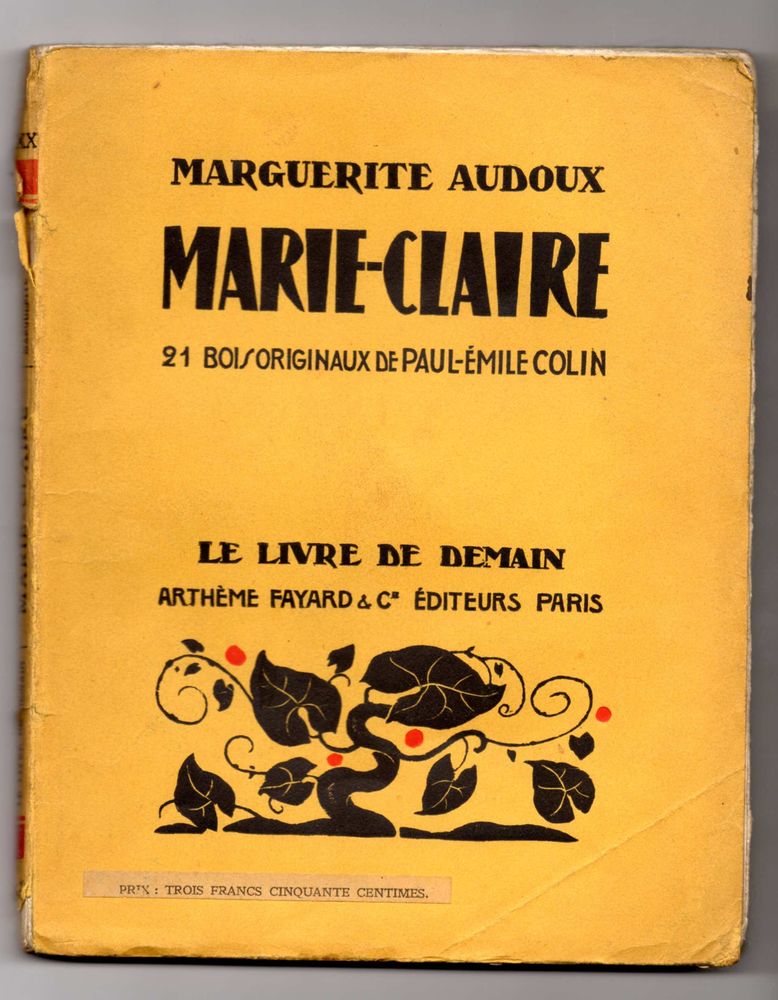 MARGUERITE AUDOUX
MARIE-CLAIRE
21 BOIS ORIGINAUX DE PAUL-ÉMILE COLIN
LE LIVRE DE DEMAIN
ARTHÈME FAYARD & Cie ÉDITEURS PARIS
PRIX : TROIS FRANCS CINQUANTE CENTIMES.
XX